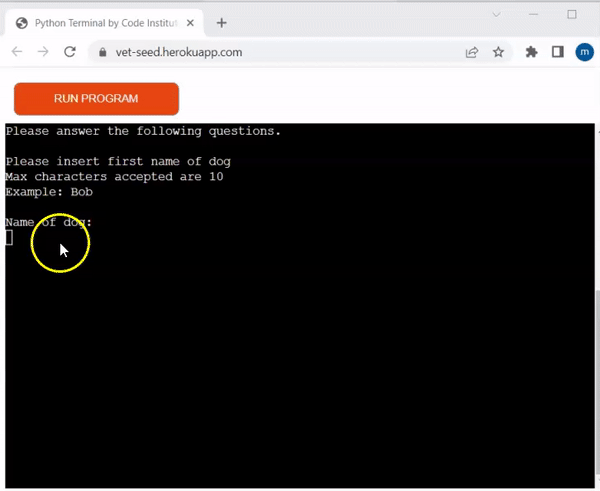 Python Terminal by Code Institut
vet-seed.herokuapp.com
m
RUN PROGRAM
Please answer the following questions.
Please insert first name of dog
Max characters accepted are 10
Example: Bob
Name of dog: